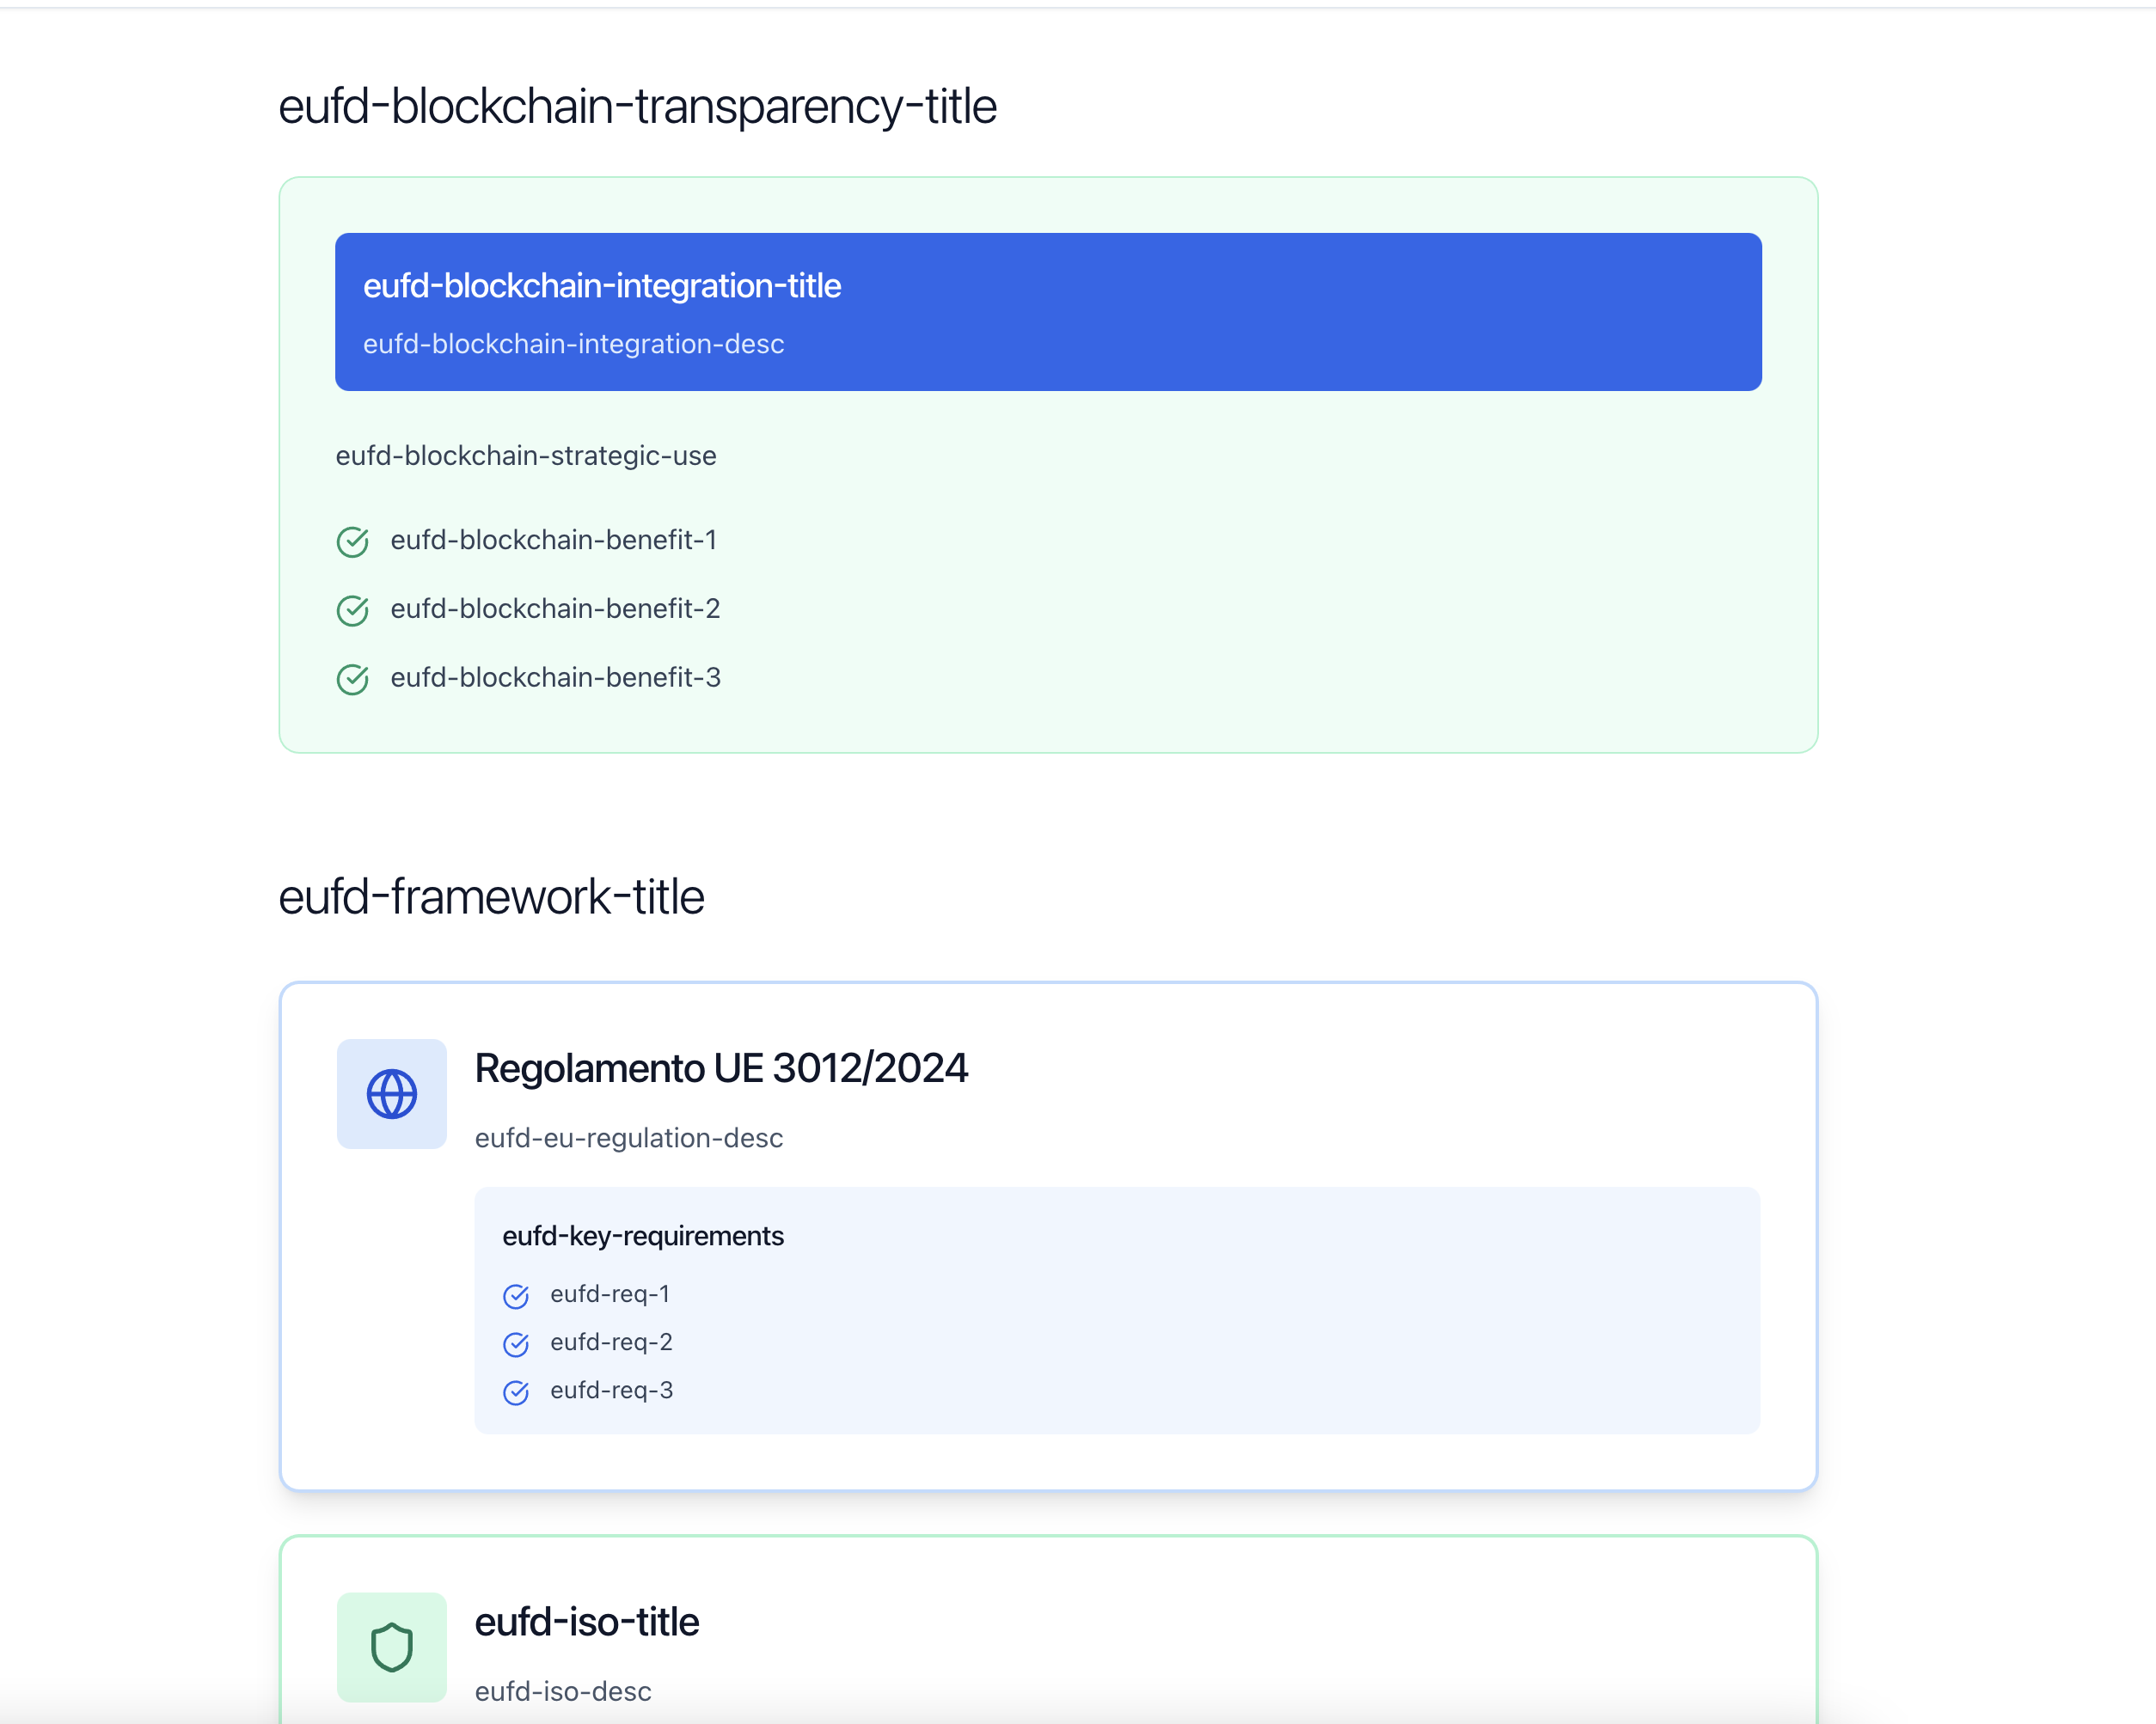 eufd-blockchain-transparency-title
eufd-blockchain-integration-title
eufd-blockchain-integration-desc
eufd-blockchain-strategic-use
eufd-blockchain-benefit-1
eufd-blockchain-benefit-2
eufd-blockchain-benefit-3
eufd-framework-title
Regolamento UE 3012/2024
eufd-eu-regulation-desc
eufd-key-requirements
eufd-req-1
eufd-req-2
eufd-req-3
eufd-iso-title
eufd-iso-desc